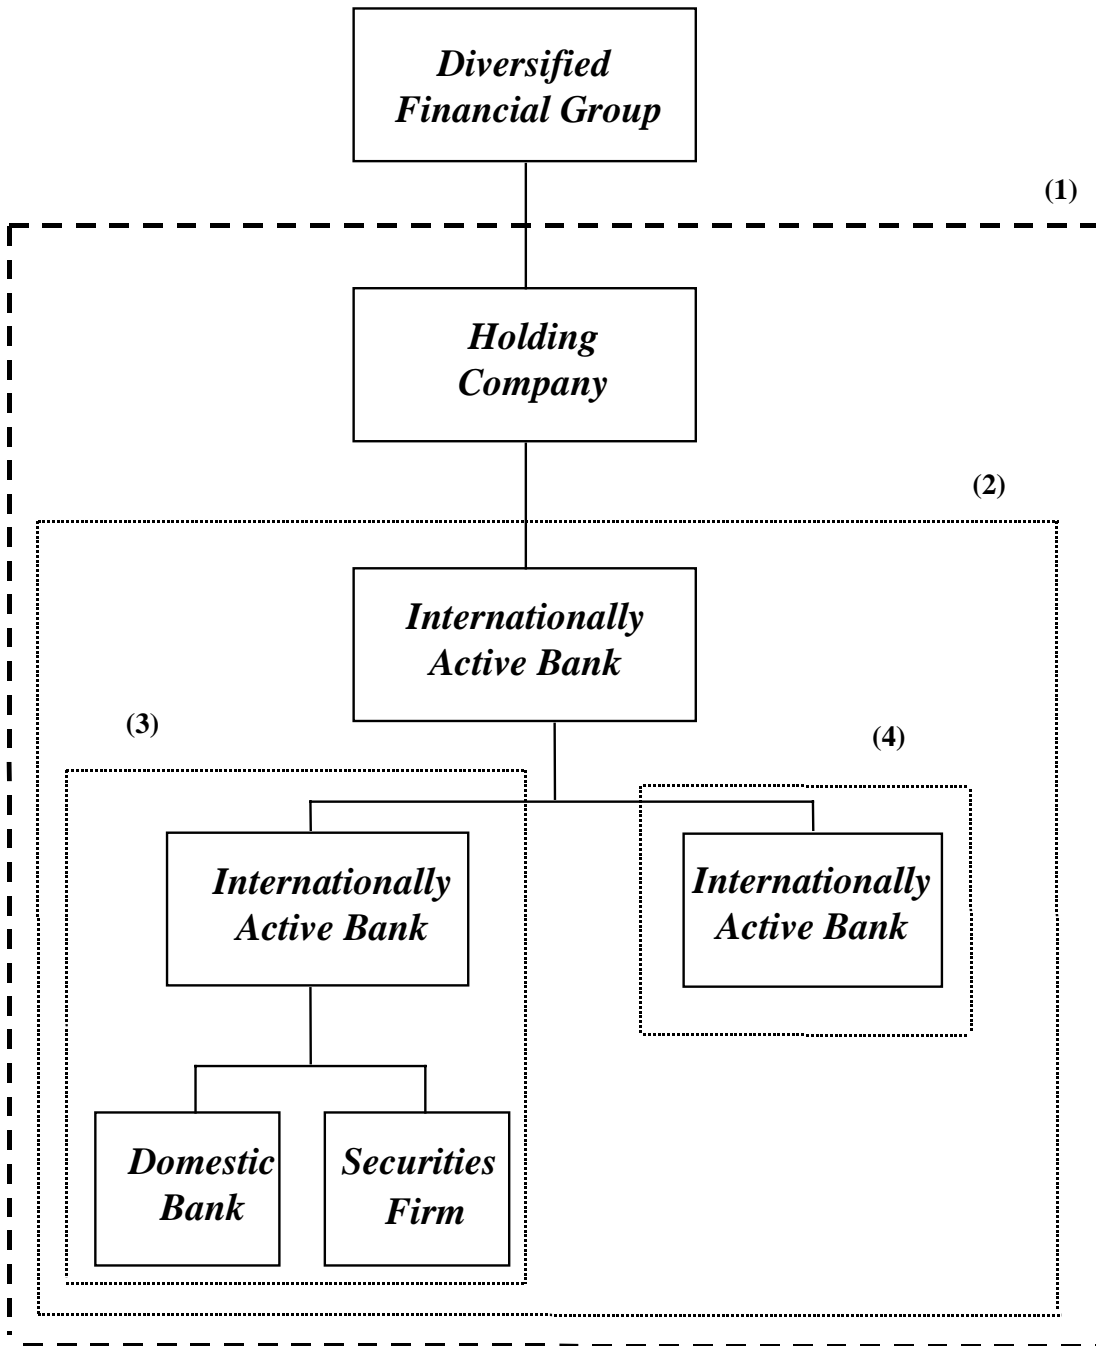 Diversified
Financial Group
(1)
Holding
Company
(2)
Internationally
Active Bank
(3)
(4)
Internationally
Active Bank
Internationally
Active Bank
Domestic
Bank
Securities
Firm